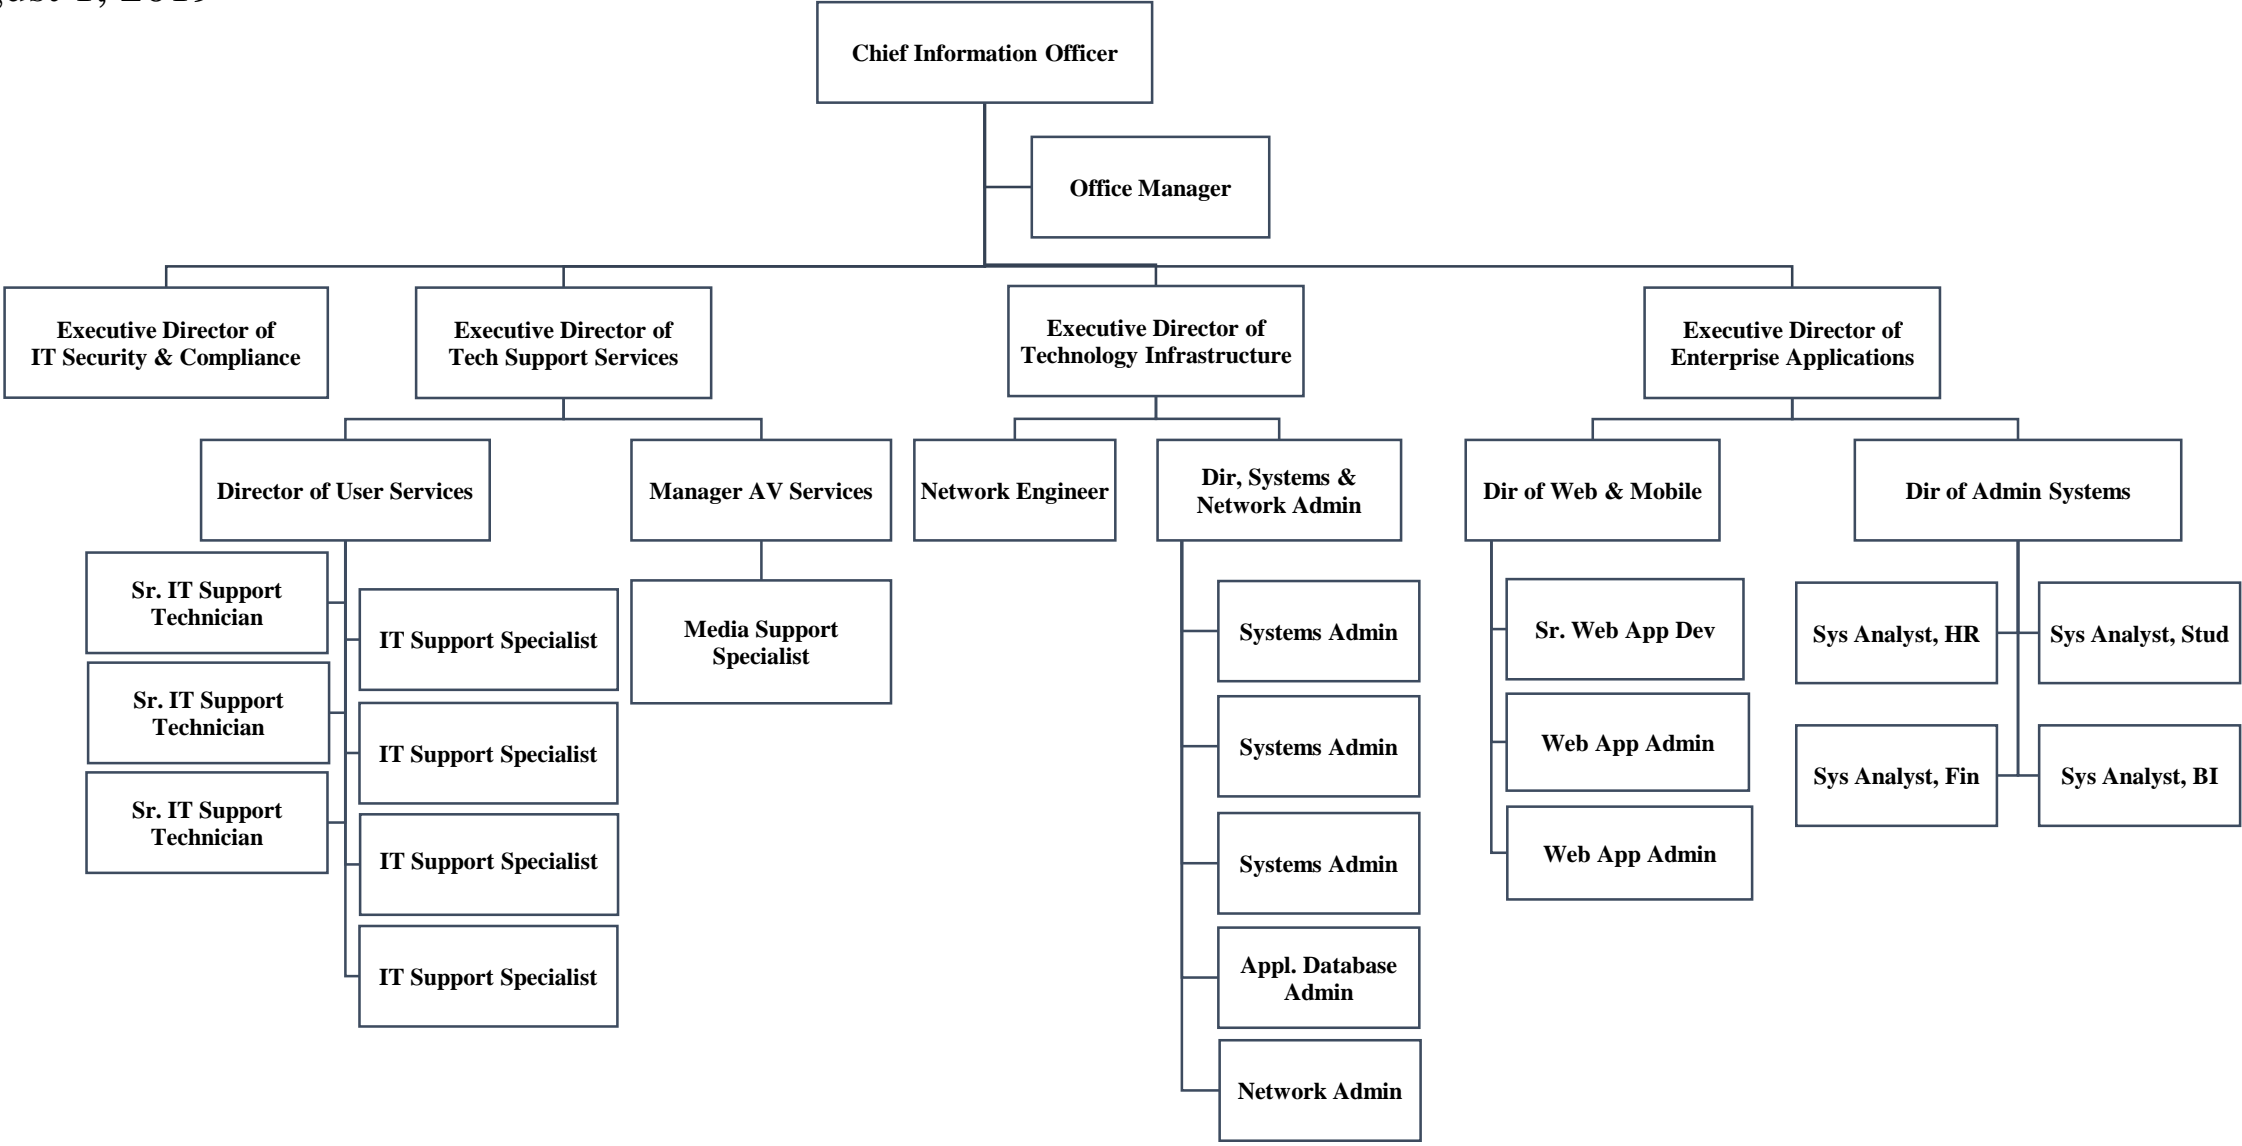 1, 2019
Chief Information Officer
Office Manager
Executive Director of
IT Security & Compliance
Executive Director of
Tech Support Services
Executive Director of
Technology Infrastructure
Executive Director of
Enterprise Applications
Director of User Services
Manager AV Services
Network Engineer
Dir, Systems &
Network Admin
Dir of Web & Mobile
Dir of Admin Systems
Sr. IT Support
Technician
Sr. IT Support
Technician
Sr. IT Support
Technician
IT Support Specialist
IT Support Specialist
IT Support Specialist
IT Support Specialist
Media Support
Specialist
Systems Admin
Systems Admin
Systems Admin
Appl. Database
Admin
Network Admin
Sr. Web App Dev
Web App Admin
Web App Admin
Sys Analyst, HR
Sys Analyst, Stud
Sys Analyst, Fin
Sys Analyst, BI